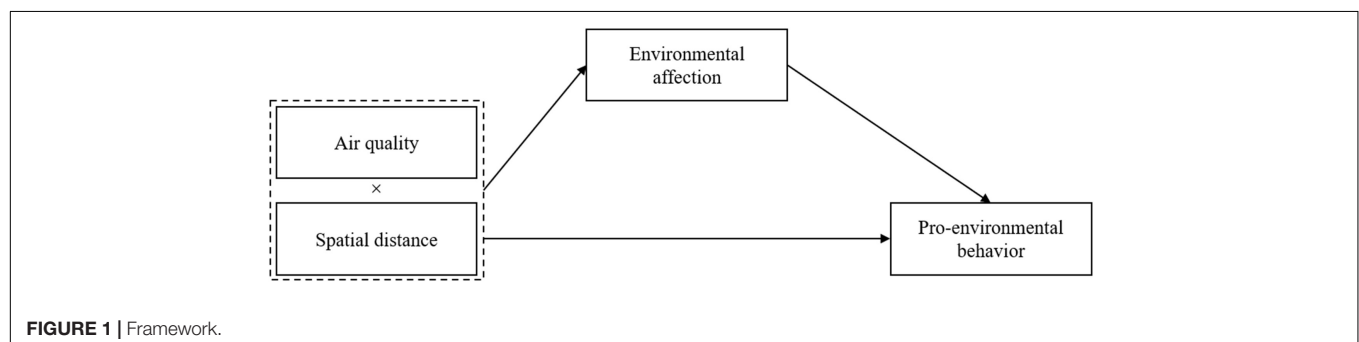 Environmental
affection
Air quality
×
Spatial distance
Pro-environmental
behavior
FIGURE 1 | Framework.